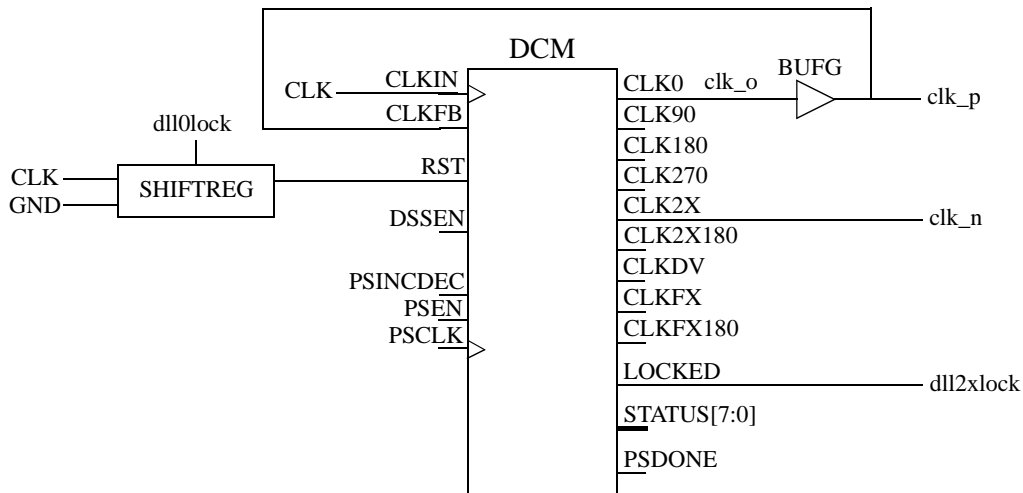 DCM
CLK
CLKIN
CLKFB
dll0lock
CLK
GND
SHIFTREG
RST
DSSEN
PSINCDEC
PSEN
PSCLK
CLK0
clk_o
BUFG
clk_p
CLK90
CLK180
CLK270
CLK2X
clk_n
CLK2X180
CLKDV
CLKFX
CLKFX180
LOCKED
dll2xlock
STATUS[7:0]
PSDONE